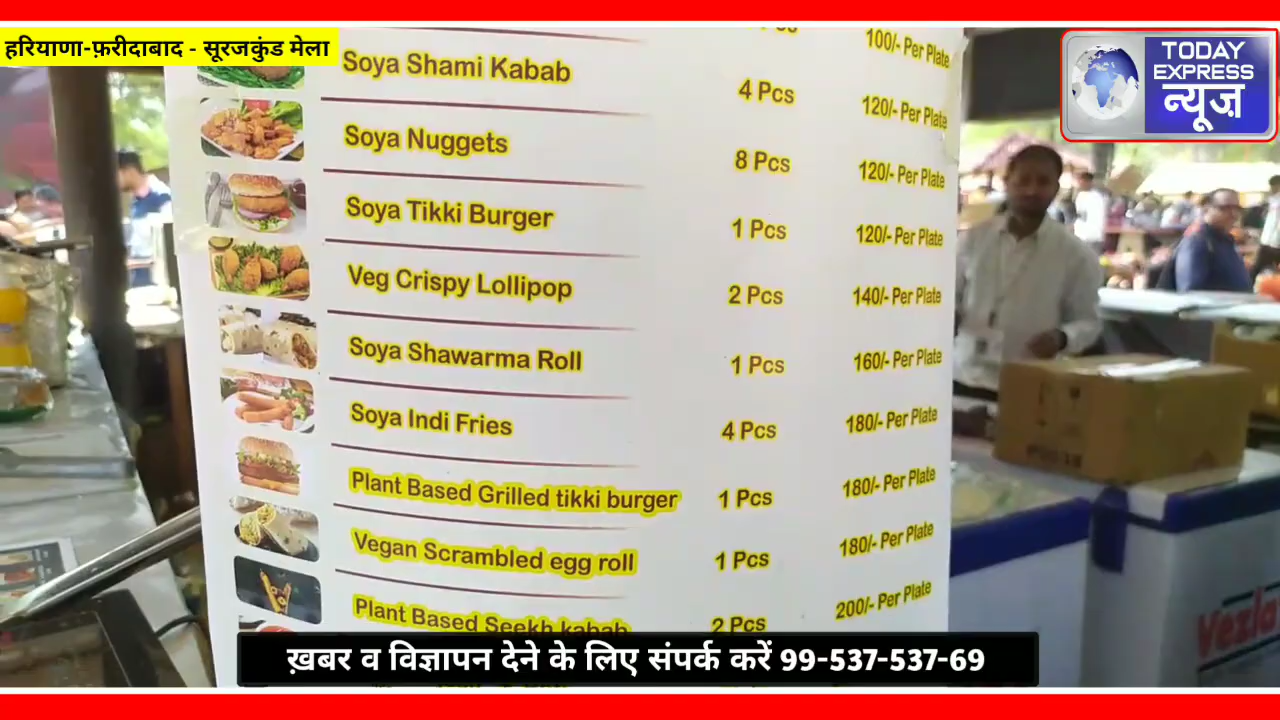 हरियाणा-फ़रीदाबाद - सूरजकुंड मेला
TODAY
EXPRESS
न्यूज़
100/- Per Plate
Soya Shami Kabab 4 Pcs 120/- Per Plate
Soya Nuggets 8 Pcs 120/- Per Plate
Soya Tikki Burger 1 Pcs 120/- Per Plate
Veg Crispy Lollipop 2 Pcs 140/- Per Plate
Soya Shawarma Roll 1 Pcs 160/- Per Plate
Soya Indi Fries 4 Pcs 180/- Per Plate
Plant Based Grilled tikki burger 1 Pcs 180/- Per Plate
Vegan Scrambled egg roll 1 Pcs 180/- Per Plate
Plant Based Seekh kabab 2 Pcs 200/- Per Plate
ख़बर व विज्ञापन देने के लिए संपर्क करें 99-537-537-69